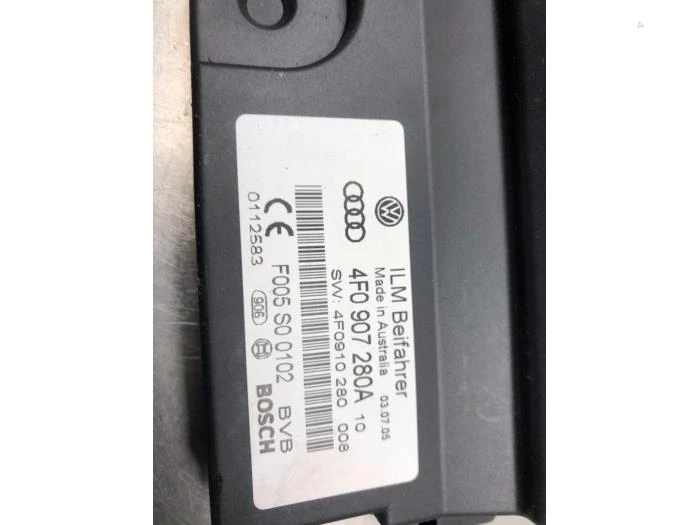 ILM Beifahrer
Made in Australia 03.07.05
4F0 907 280A 10
SW: 4F0910 280 008
F005 S0 0102 BVB
0112583 906 BOSCH